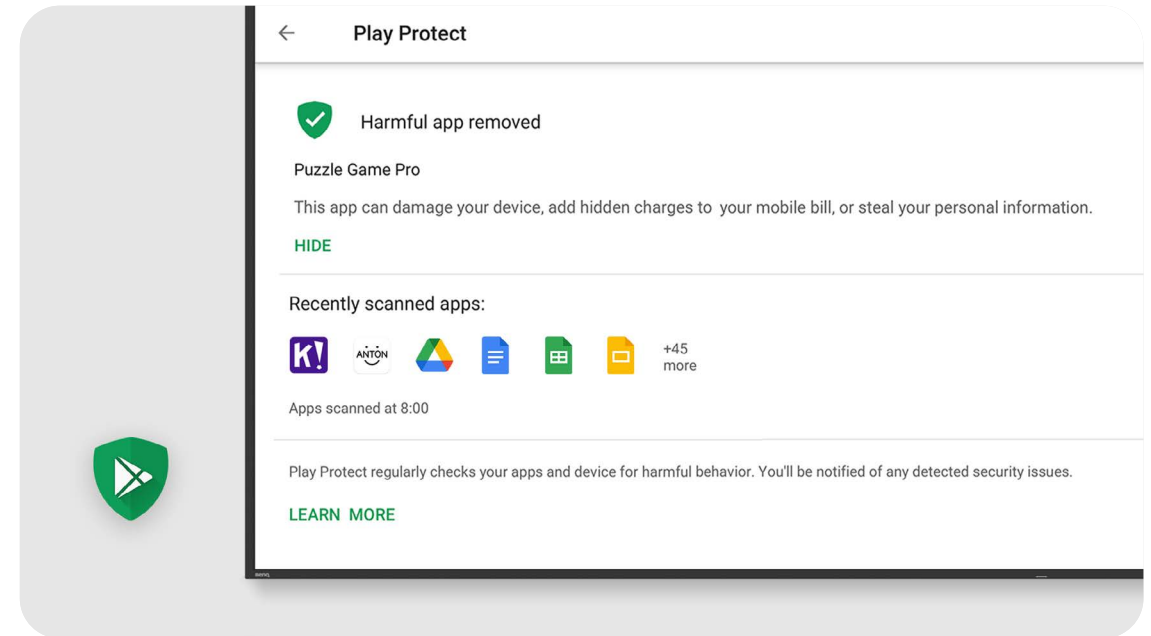 Play Protect
Harmful app removed
Puzzle Game Pro
This app can damage your device, add hidden charges to your mobile bill, or steal your personal information.
HIDE
Recently scanned apps:
K!
ANTON
+45
more
Apps scanned at 8:00
Play Protect regularly checks your apps and device for harmful behavior. You'll be notified of any detected security issues.
LEARN MORE
BenQ